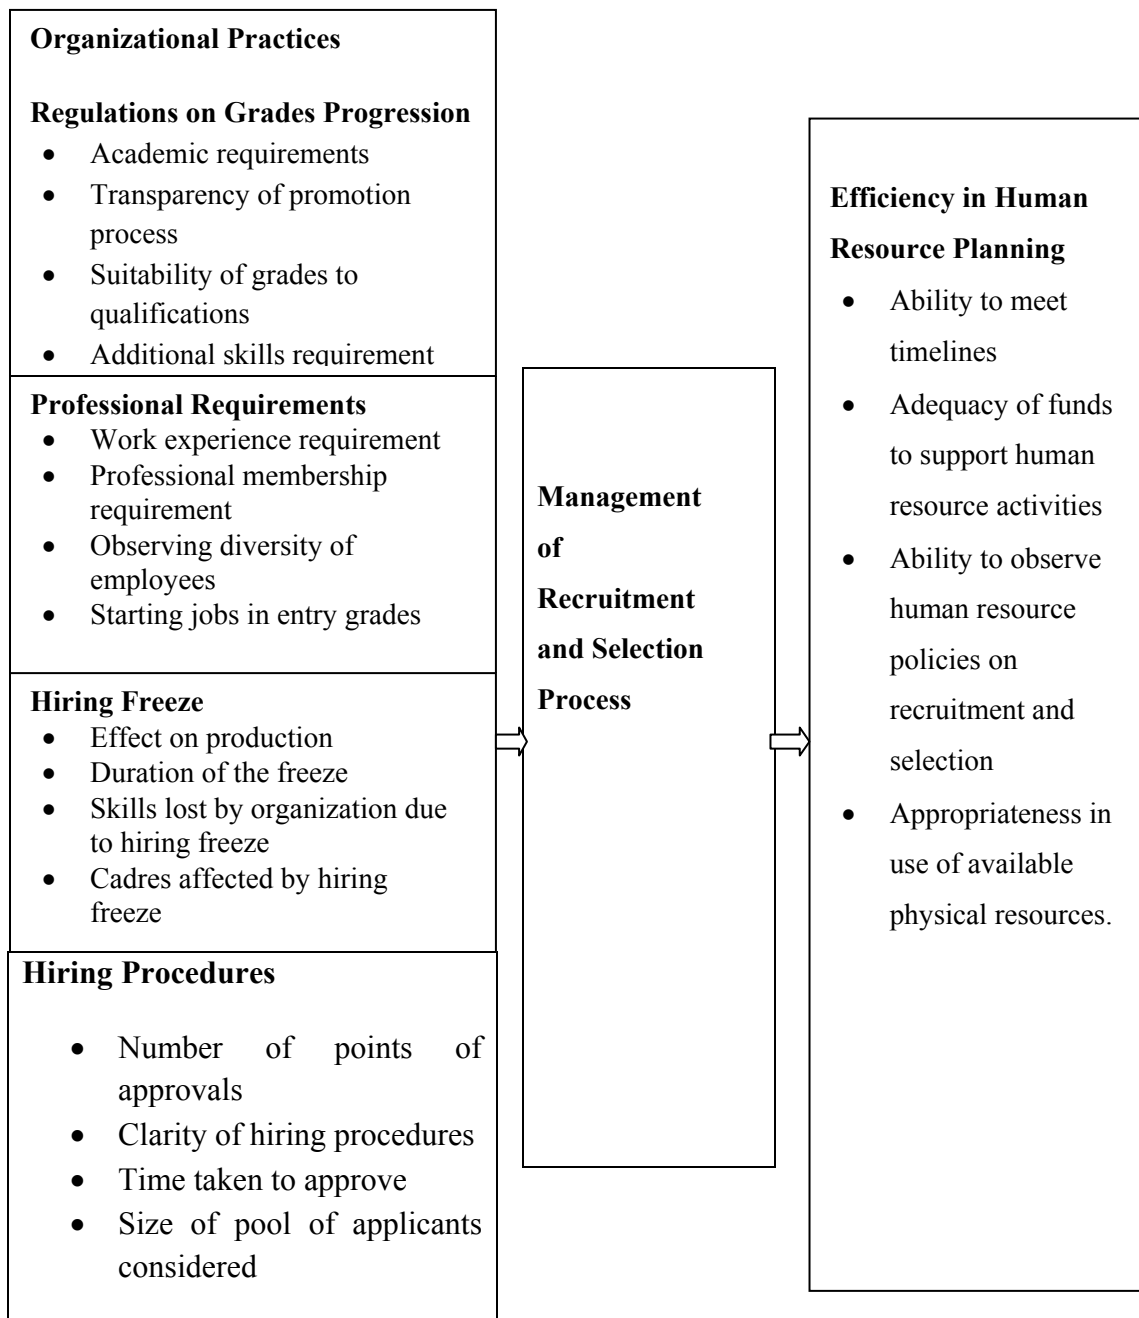 Organizational Practices
Regulations on Grades Progression
• Academic requirements
• Transparency of promotion
process
• Suitability of grades to
qualifications
• Additional skills requirement
Professional Requirements
• Work experience requirement
• Professional membership
requirement
• Observing diversity of
employees
• Starting jobs in entry grades
Hiring Freeze
• Effect on production
• Duration of the freeze
• Skills lost by organization due
to hiring freeze
• Cadres affected by hiring
freeze
Hiring Procedures
• Number of points of
approvals
• Clarity of hiring procedures
• Time taken to approve
• Size of pool of applicants
considered
Management
of
Recruitment
and Selection
Process
Efficiency in Human
Resource Planning
• Ability to meet
timelines
• Adequacy of funds
to support human
resource activities
• Ability to observe
human resource
policies on
recruitment and
selection
• Appropriateness in
use of available
physical resources.